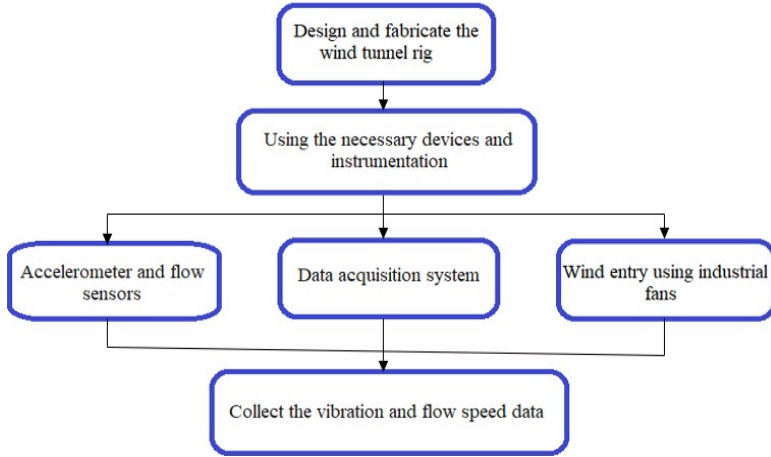 Design and fabricate the
wind tunnel rig
Using the necessary devices and
instrumentation
Accelerometer and flow
sensors
Data acquisition system
Wind entry using industrial
fans
Collect the vibration and flow speed data